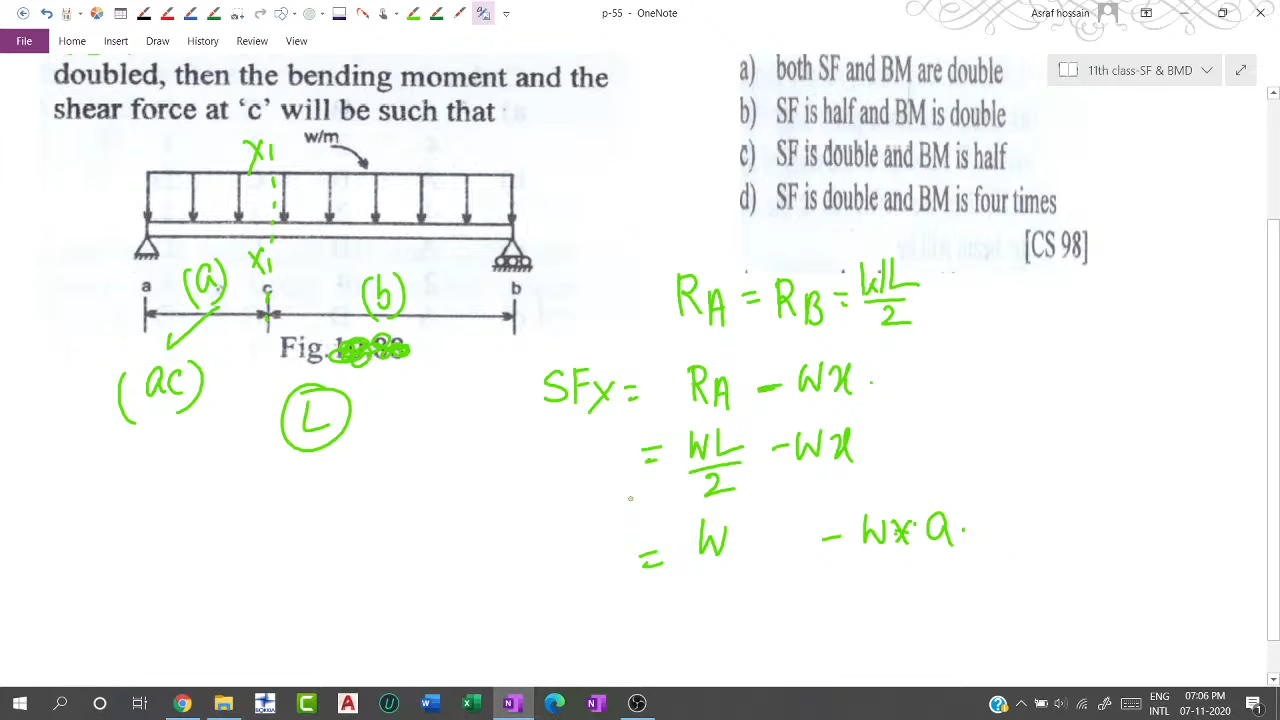 p-55 - OneNote
Asraf hossain
File Home Insert Draw History Review View
11th class-SF & BMD
doubled, then the bending moment and the
shear force at 'c' will be such that
w/m
X1
X1
a c b
(a) (b)
Fig.
(ac)
L
a) both SF and BM are double
b) SF is half and BM is double
c) SF is double and BM is half
d) SF is double and BM is four times
[CS 98]
RA = RB = WL/2
SFx = RA - Wx.
= WL/2 - Wx
= W - W* a.
ENG 07:06 PM
INTL 07-11-2020